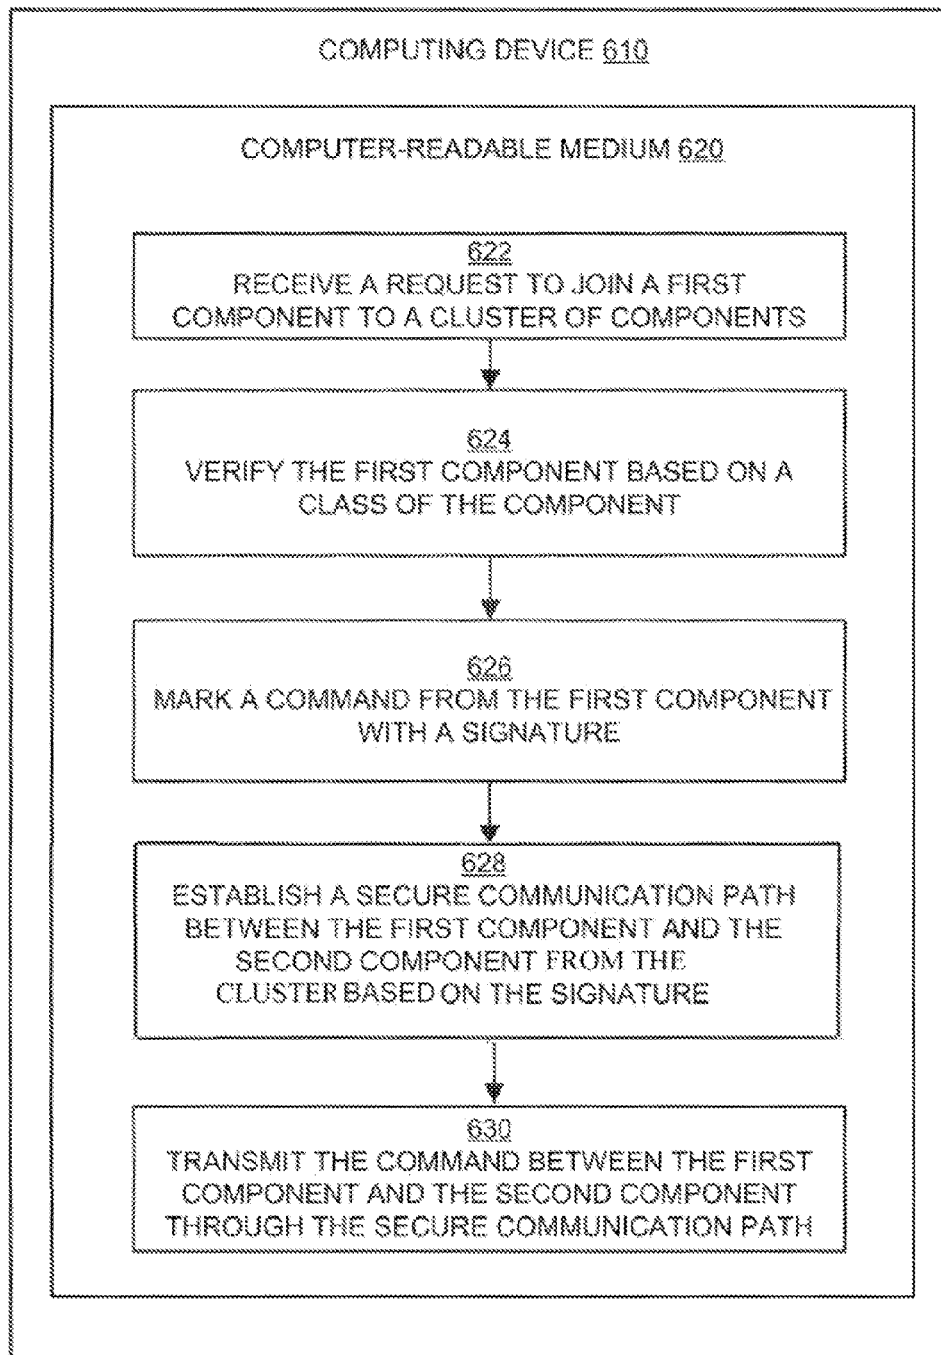 COMPUTING DEVICE 610
COMPUTER-READABLE MEDIUM 620
622
RECEIVE A REQUEST TO JOIN A FIRST
COMPONENT TO A CLUSTER OF COMPONENTS
624
VERIFY THE FIRST COMPONENT BASED ON A
CLASS OF THE COMPONENT
626
MARK A COMMAND FROM THE FIRST COMPONENT
WITH A SIGNATURE
628
ESTABLISH A SECURE COMMUNICATION PATH
BETWEEN THE FIRST COMPONENT AND THE
SECOND COMPONENT FROM THE
CLUSTER BASED ON THE SIGNATURE
630
TRANSMIT THE COMMAND BETWEEN THE FIRST
COMPONENT AND THE SECOND COMPONENT
THROUGH THE SECURE COMMUNICATION PATH